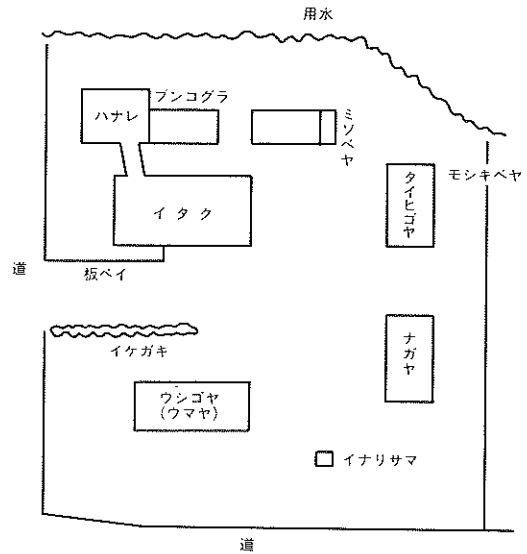 用水
ブンコグラ
ハナレ
ミソベヤ
モシキベヤ
タイヒゴヤ
イタク
道
板ベイ
イケガキ
ナガヤ
ウシゴヤ
(ウマヤ)
イナリサマ
道